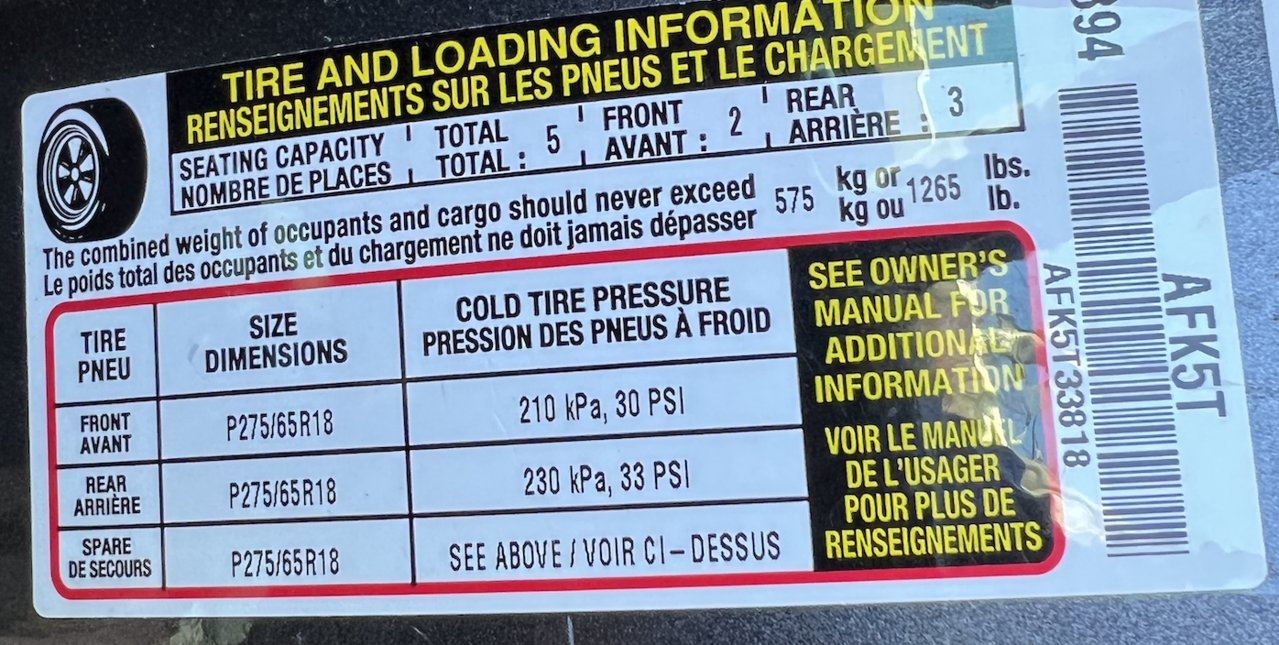 TIRE AND LOADING INFORMATION
RENSEIGNEMENTS SUR LES PNEUS ET LE CHARGEMENT
SEATING CAPACITY TOTAL FRONT REAR
NOMBRE DE PLACES TOTAL : 5 AVANT : 2 ARRIÈRE : 3
The combined weight of occupants and cargo should never exceed 575 kg or 1265 lbs.
Le poids total des occupants et du chargement ne doit jamais dépasser kg ou lb.
TIRE SIZE COLD TIRE PRESSURE
PNEU DIMENSIONS PRESSION DES PNEUS À FROID
FRONT
AVANT P275/65R18 210 kPa, 30 PSI
REAR
ARRIÈRE P275/65R18 230 kPa, 33 PSI
SPARE
DE SECOURS P275/65R18 SEE ABOVE / VOIR CI-DESSUS
SEE OWNER'S
MANUAL FOR
ADDITIONAL
INFORMATION
VOIR LE MANUEL
DE L'USAGER
POUR PLUS DE
RENSEIGNEMENTS
AFK5T33818
AFK5T